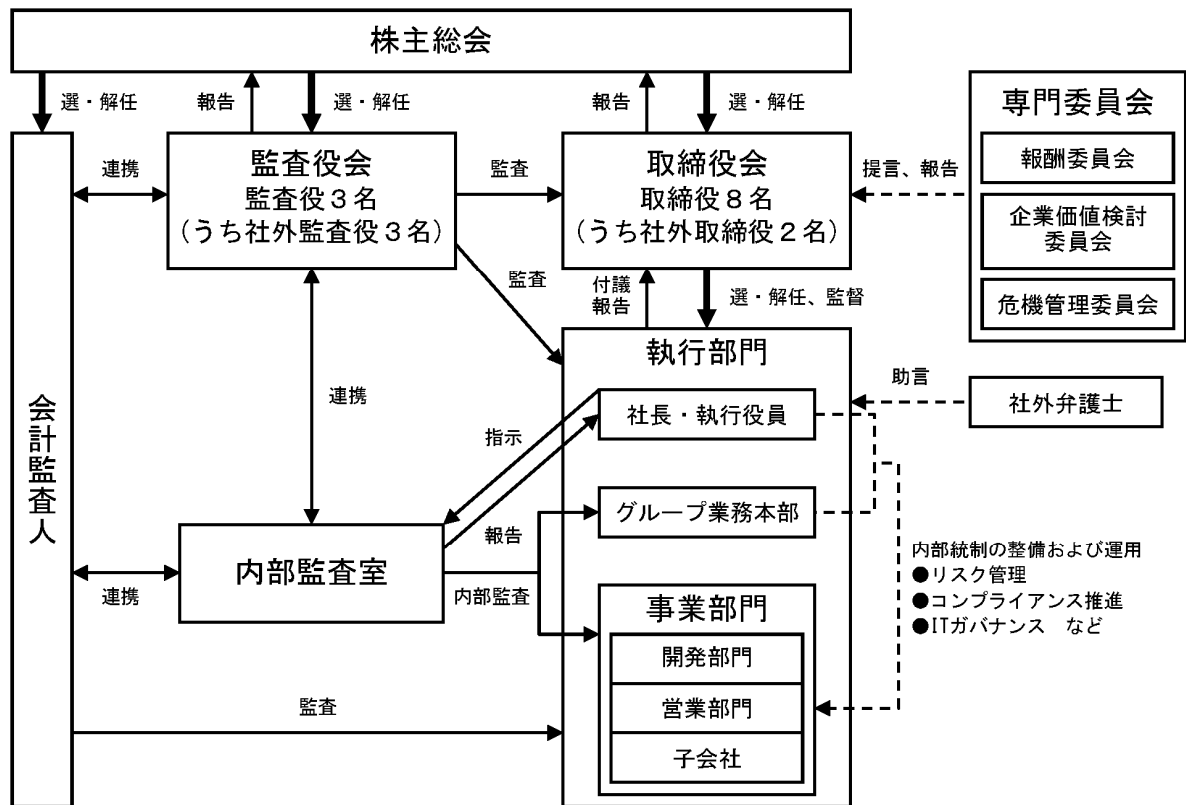 株主総会
選・解任
報告
選・解任
報告
選・解任
専門委員会
報酬委員会
企業価値検討
委員会
危機管理委員会
連携
監査役会
監査役３名
（うち社外監査役３名）
監査
取締役会
取締役８名
（うち社外取締役２名）
提言、報告
監査
付議
報告
選・解任、監督
執行部門
会計監査人
連携
指示
社長・執行役員
助言
社外弁護士
報告
グループ業務本部
内部監査室
連携
内部監査
内部統制の整備および運用
●リスク管理
●コンプライアンス推進
●ITガバナンス　など
事業部門
開発部門
営業部門
子会社
監査